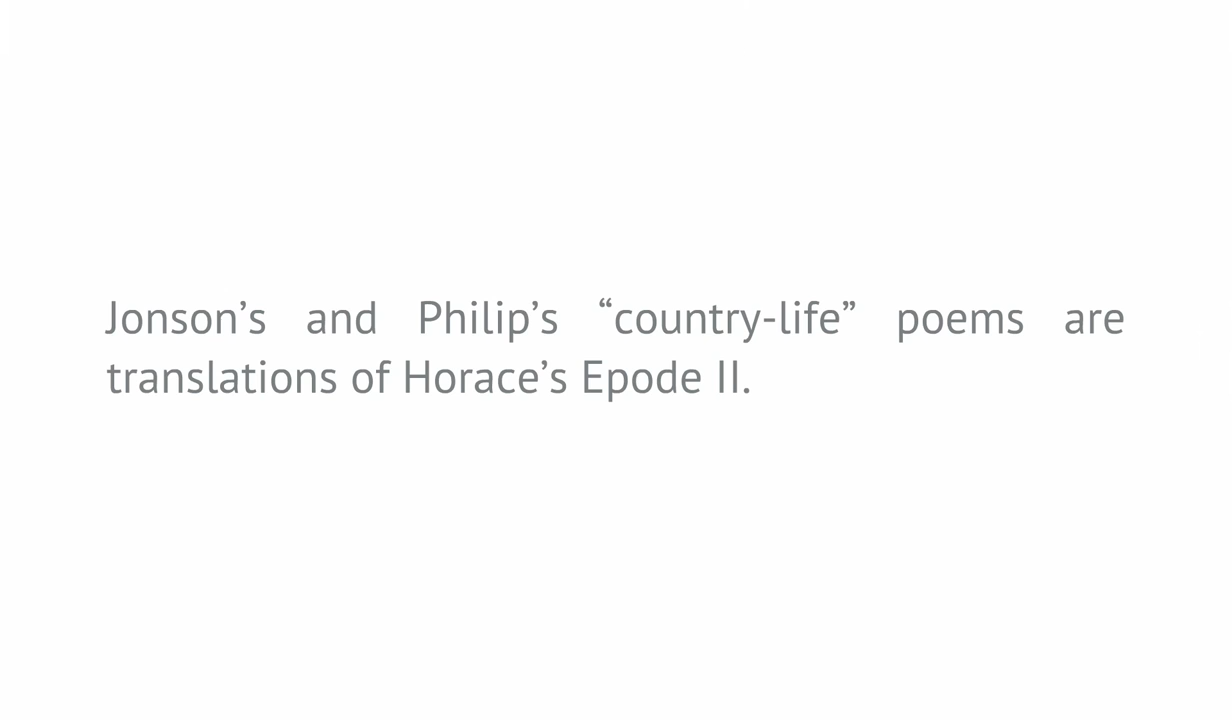 Jonson’s and Philip’s “country-life” poems are
translations of Horace’s Epode II.